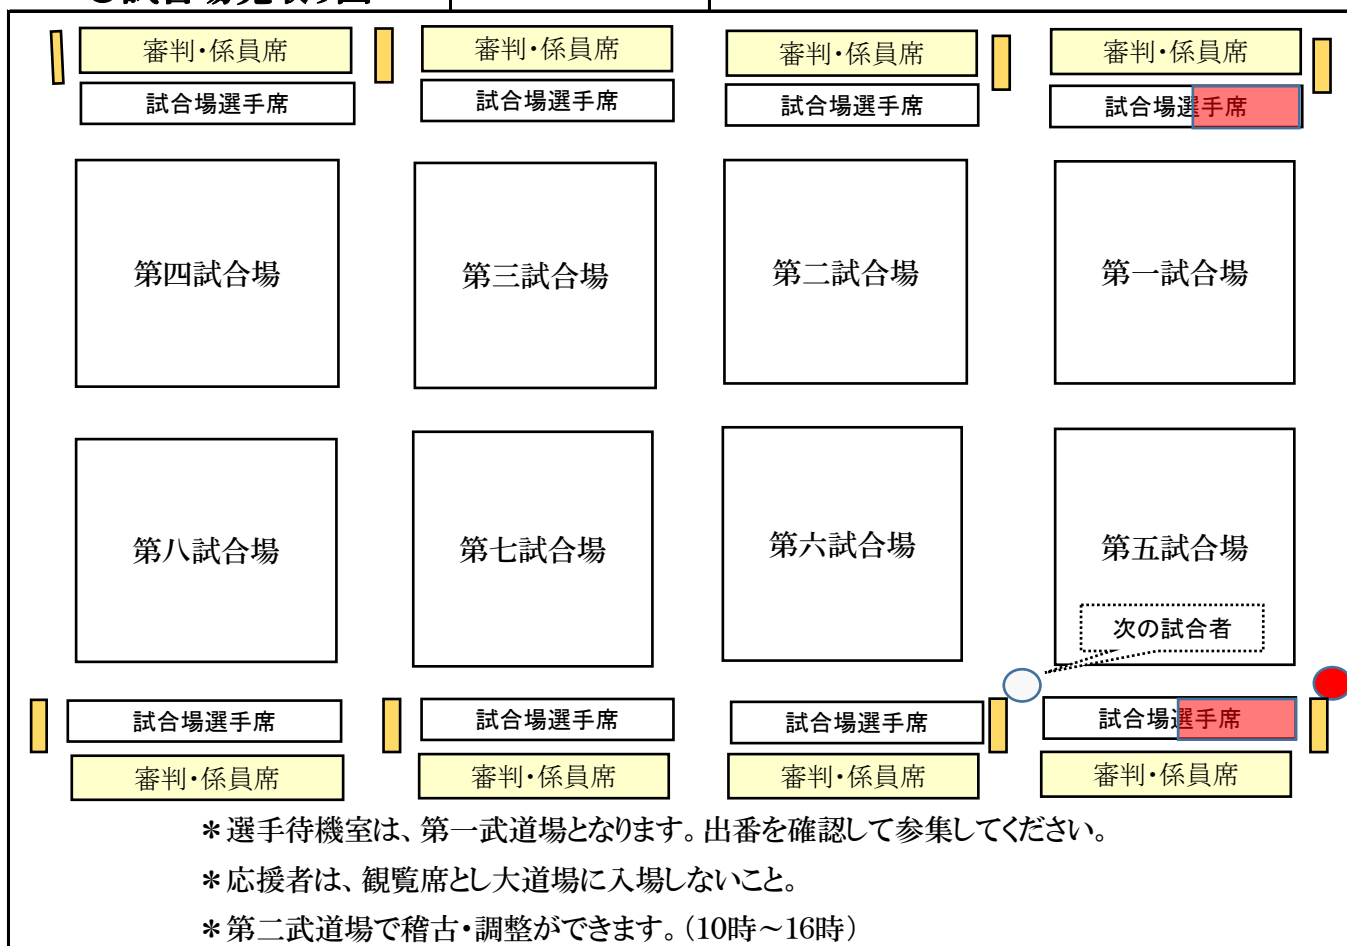 審判・係員席 審判・係員席 審判・係員席 審判・係員席
試合場選手席 試合場選手席 試合場選手席 試合場選手席
第四試合場 第三試合場 第二試合場 第一試合場
第八試合場 第七試合場 第六試合場 第五試合場
次の試合者
試合場選手席 試合場選手席 試合場選手席 試合場選手席
審判・係員席 審判・係員席 審判・係員席 審判・係員席
＊選手待機室は、第一武道場となります。出番を確認して参集してください。
＊応援者は、観覧席とし大道場に入場しないこと。
＊第二武道場で稽古・調整ができます。（10時～16時）